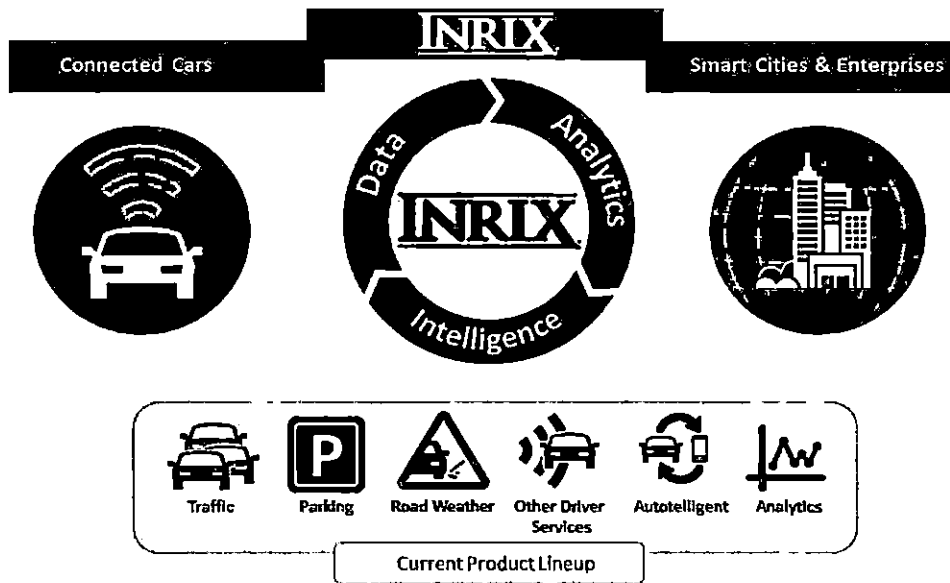 INRIX
Connected Cars
Smart Cities & Enterprises
Data
Analytics
INRIX
Intelligence
P
Traffic
Parking
Road Weather
Other Driver
Services
Autotelligent
Analytics
Current Product Lineup